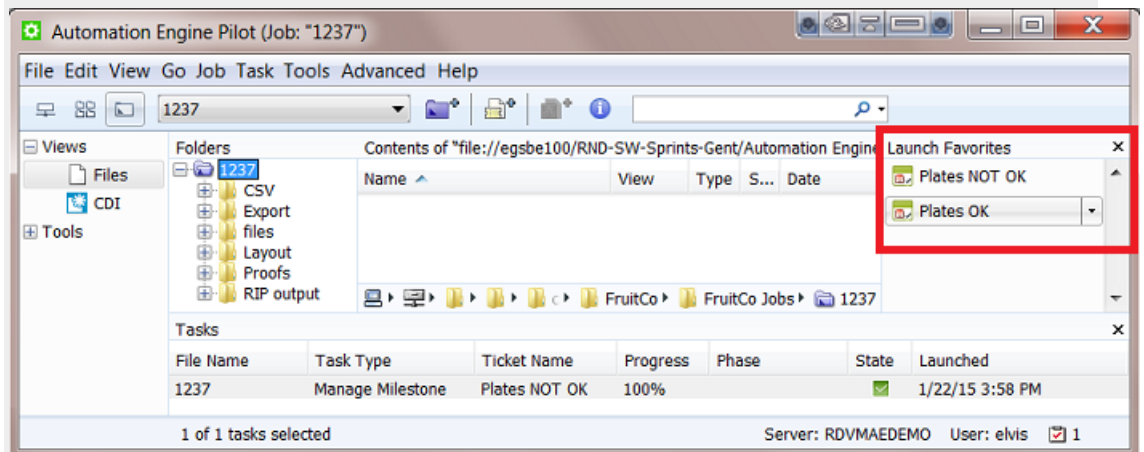 Automation Engine Pilot (Job: "1237")
File Edit View Go Job Task Tools Advanced Help
1237
Views
Files
CDI
Tools
Folders
1237
CSV
Export
files
Layout
Proofs
RIP output
Contents of "file://egsbe100/RND-SW-Sprints-Gent/Automation Engine
Name View Type S... Date
c FruitCo FruitCo Jobs 1237
Launch Favorites
Plates NOT OK
Plates OK
Tasks
File Name Task Type Ticket Name Progress Phase State Launched
1237 Manage Milestone Plates NOT OK 100% 1/22/15 3:58 PM
1 of 1 tasks selected Server: RDVMAEDEMO User: elvis 1